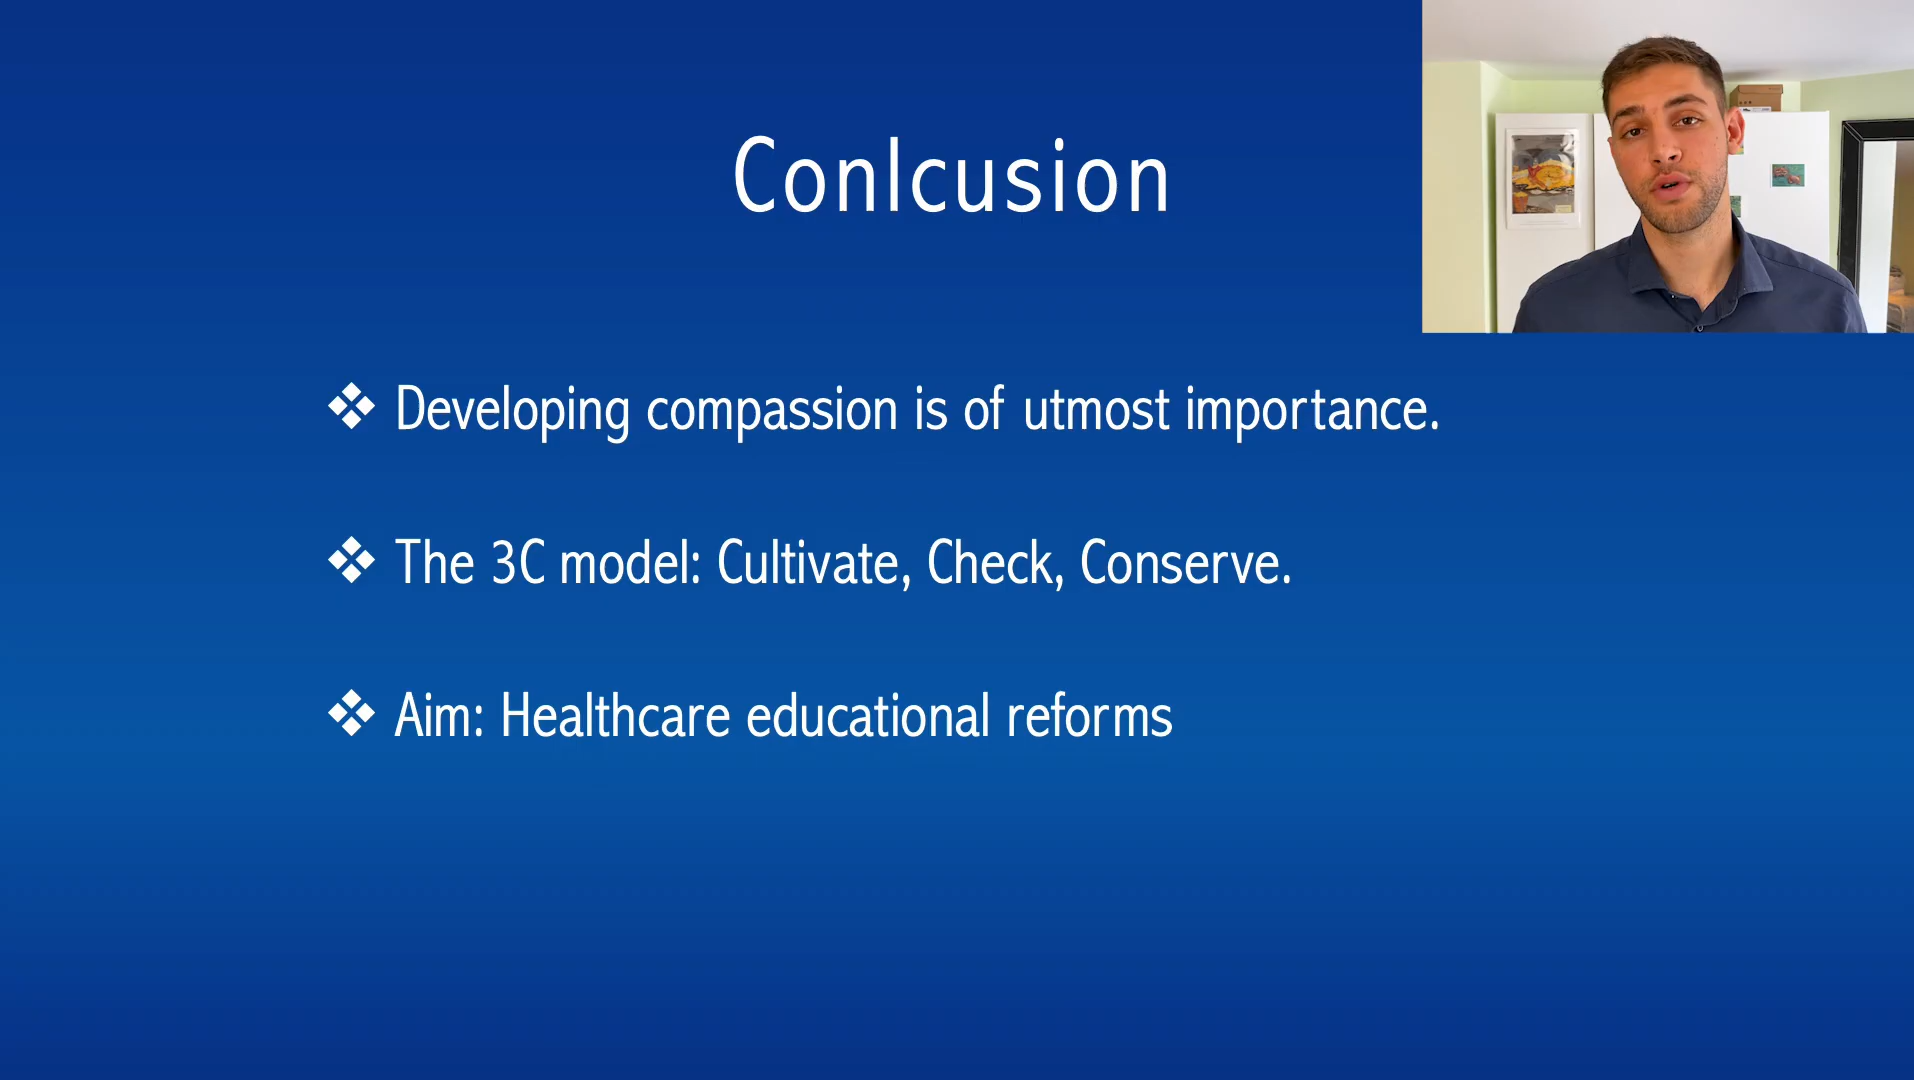 Conlcusion
❖ Developing compassion is of utmost importance.
❖ The 3C model: Cultivate, Check, Conserve.
❖ Aim: Healthcare educational reforms